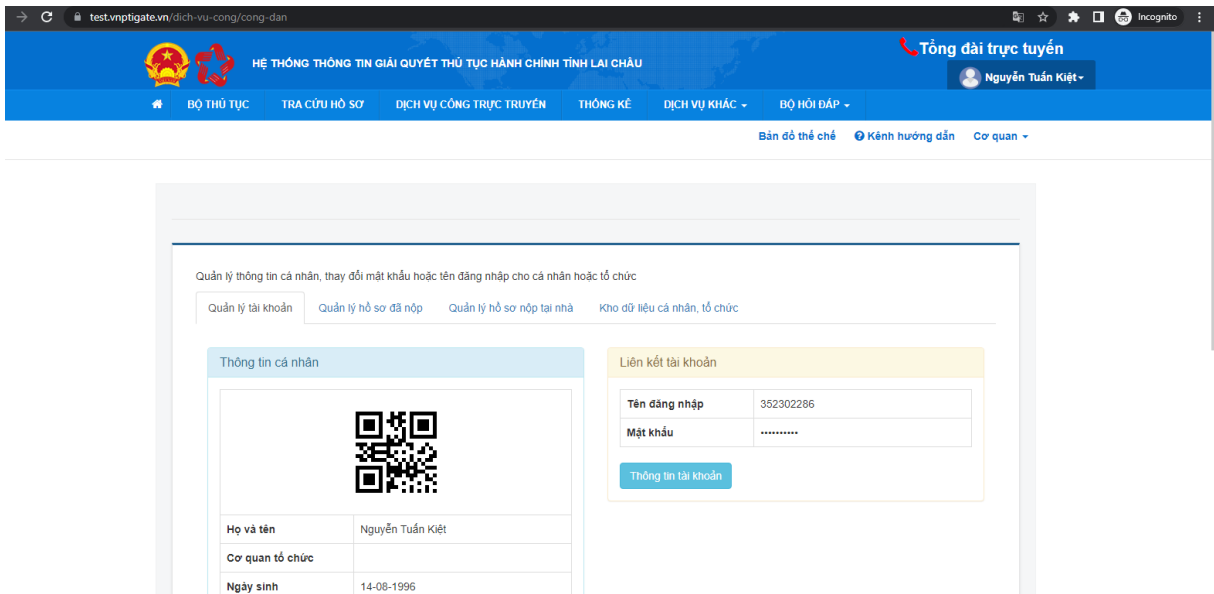 test.vnptigate.vn/dich-vu-cong/cong-dan
Incognito
HỆ THỐNG THÔNG TIN GIẢI QUYẾT THỦ TỤC HÀNH CHÍNH TỈNH LAI CHÂU
Tổng đài trực tuyến
Nguyễn Tuấn Kiệt
BỘ THỦ TỤC TRA CỨU HỒ SƠ DỊCH VỤ CÔNG TRỰC TRUYẾN THỐNG KÊ DỊCH VỤ KHÁC BỘ HỎI ĐÁP
Bản đồ thể chế Kênh hướng dẫn Cơ quan
Quản lý thông tin cá nhân, thay đổi mật khẩu hoặc tên đăng nhập cho cá nhân hoặc tổ chức
Quản lý tài khoản Quản lý hồ sơ đã nộp Quản lý hồ sơ nộp tại nhà Kho dữ liệu cá nhân, tổ chức
Thông tin cá nhân
Họ và tên Nguyễn Tuấn Kiệt
Cơ quan tổ chức
Ngày sinh 14-08-1996
Liên kết tài khoản
Tên đăng nhập 352302286
Mật khẩu ••••••••••
Thông tin tài khoản